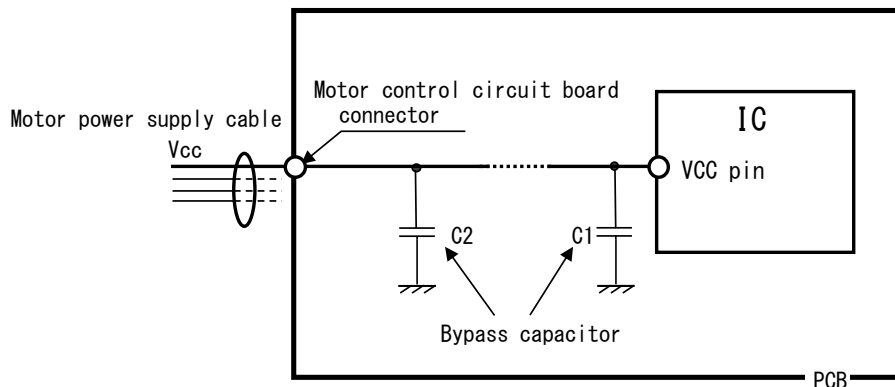 Motor control circuit board
connector
Motor power supply cable
Vcc
IC
VCC pin
C2
C1
Bypass capacitor
PCB